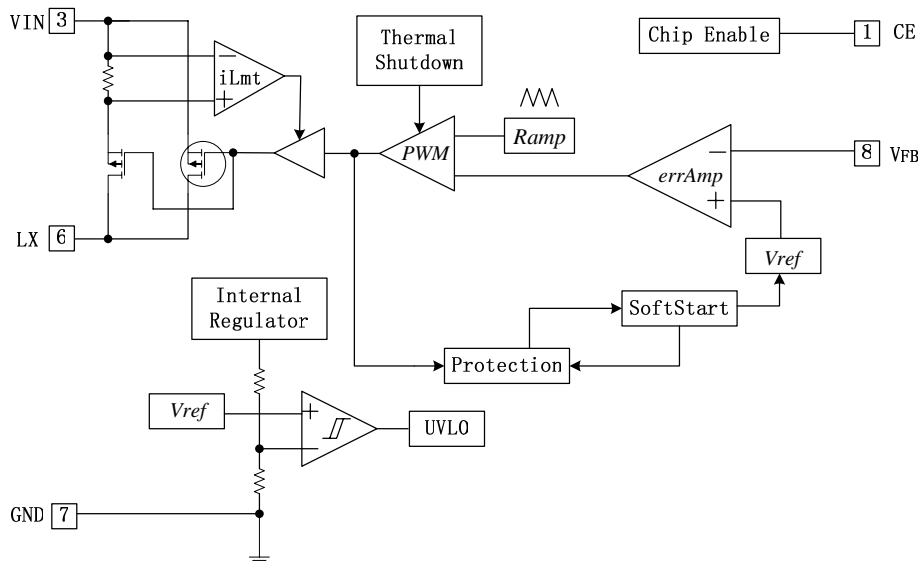 VIN 3
iLmt
Thermal
Shutdown
Chip Enable
1 CE
Ramp
PWM
errAmp
8 VFB
LX 6
Vref
Internal
Regulator
SoftStart
Protection
Vref
UVLO
GND 7